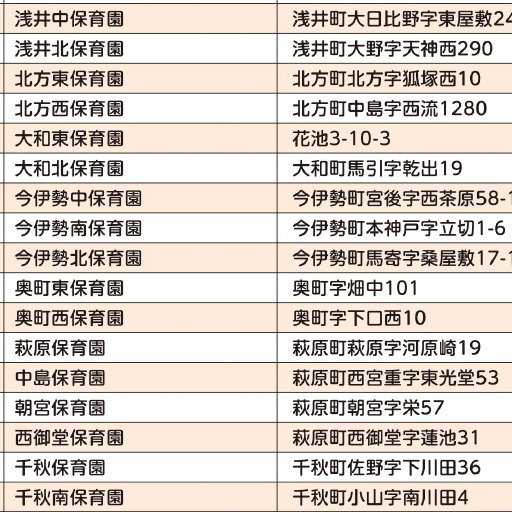 浅井中保育園 浅井町大日比野字東屋敷24
浅井北保育園 浅井町大野字天神西290
北方東保育園 北方町北方字狐塚西10
北方西保育園 北方町中島字西流1280
大和東保育園 花池3-10-3
大和北保育園 大和町馬引字乾出19
今伊勢中保育園 今伊勢町宮後字西茶原58-1
今伊勢南保育園 今伊勢町本神戸字立切1-6
今伊勢北保育園 今伊勢町馬寄字桑屋敷17-1
奥町東保育園 奥町字畑中101
奥町西保育園 奥町字下口西10
萩原保育園 萩原町萩原字河原崎19
中島保育園 萩原町西宮重字東光堂53
朝宮保育園 萩原町朝宮字栄57
西御堂保育園 萩原町西御堂字蓮池31
千秋保育園 千秋町佐野字下川田36
千秋南保育園 千秋町小山字南川田4